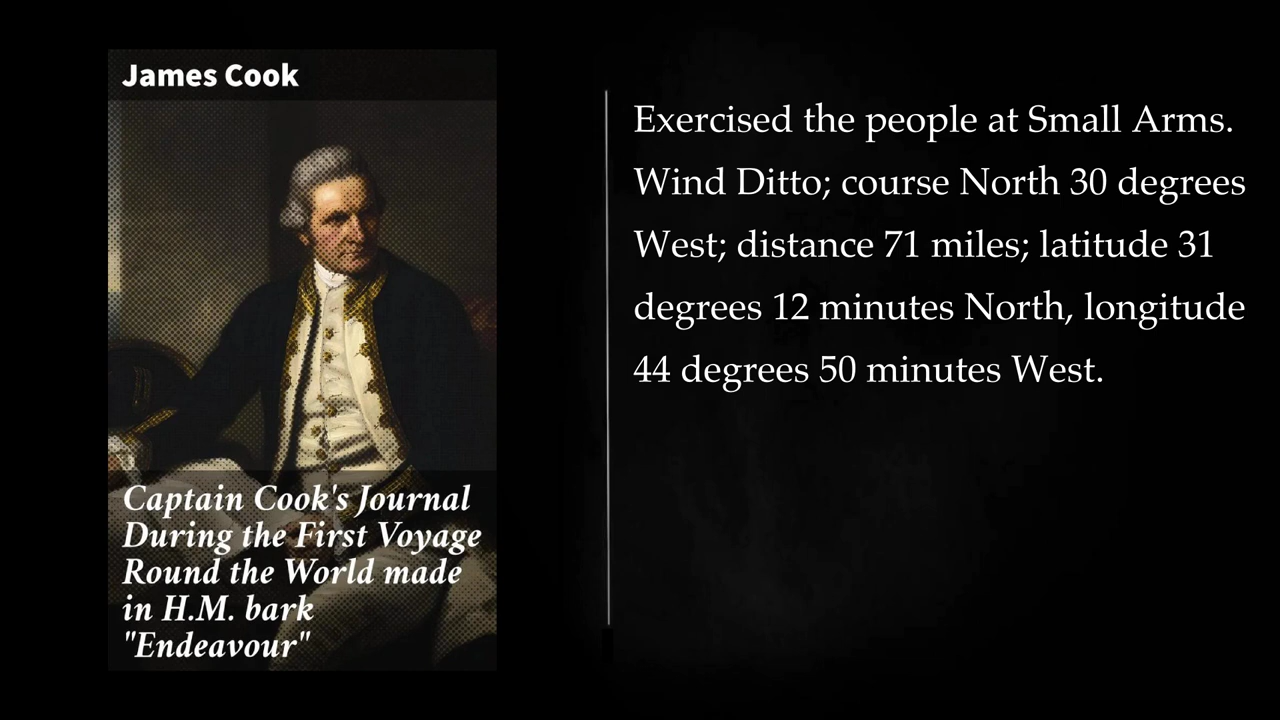 James Cook
Captain Cook's Journal
During the First Voyage
Round the World made
in H.M. bark
"Endeavour"
Exercised the people at Small Arms.
Wind Ditto; course North 30 degrees
West; distance 71 miles; latitude 31
degrees 12 minutes North, longitude
44 degrees 50 minutes West.